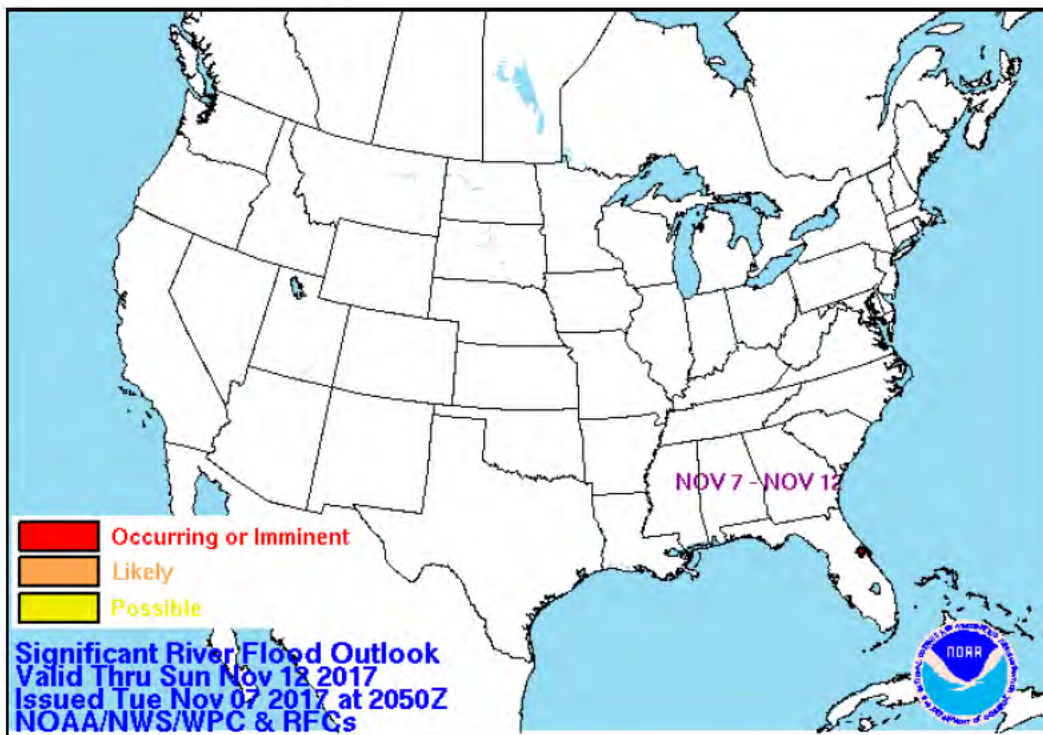 NOV 7 - NOV 12
Occurring or Imminent
Likely
Possible
Significant River Flood Outlook
Valid Thru Sun Nov 12 2017
Issued Tue Nov 07 2017 at 2050Z
NOAA/NWS/WPC & RFCs
NOAA